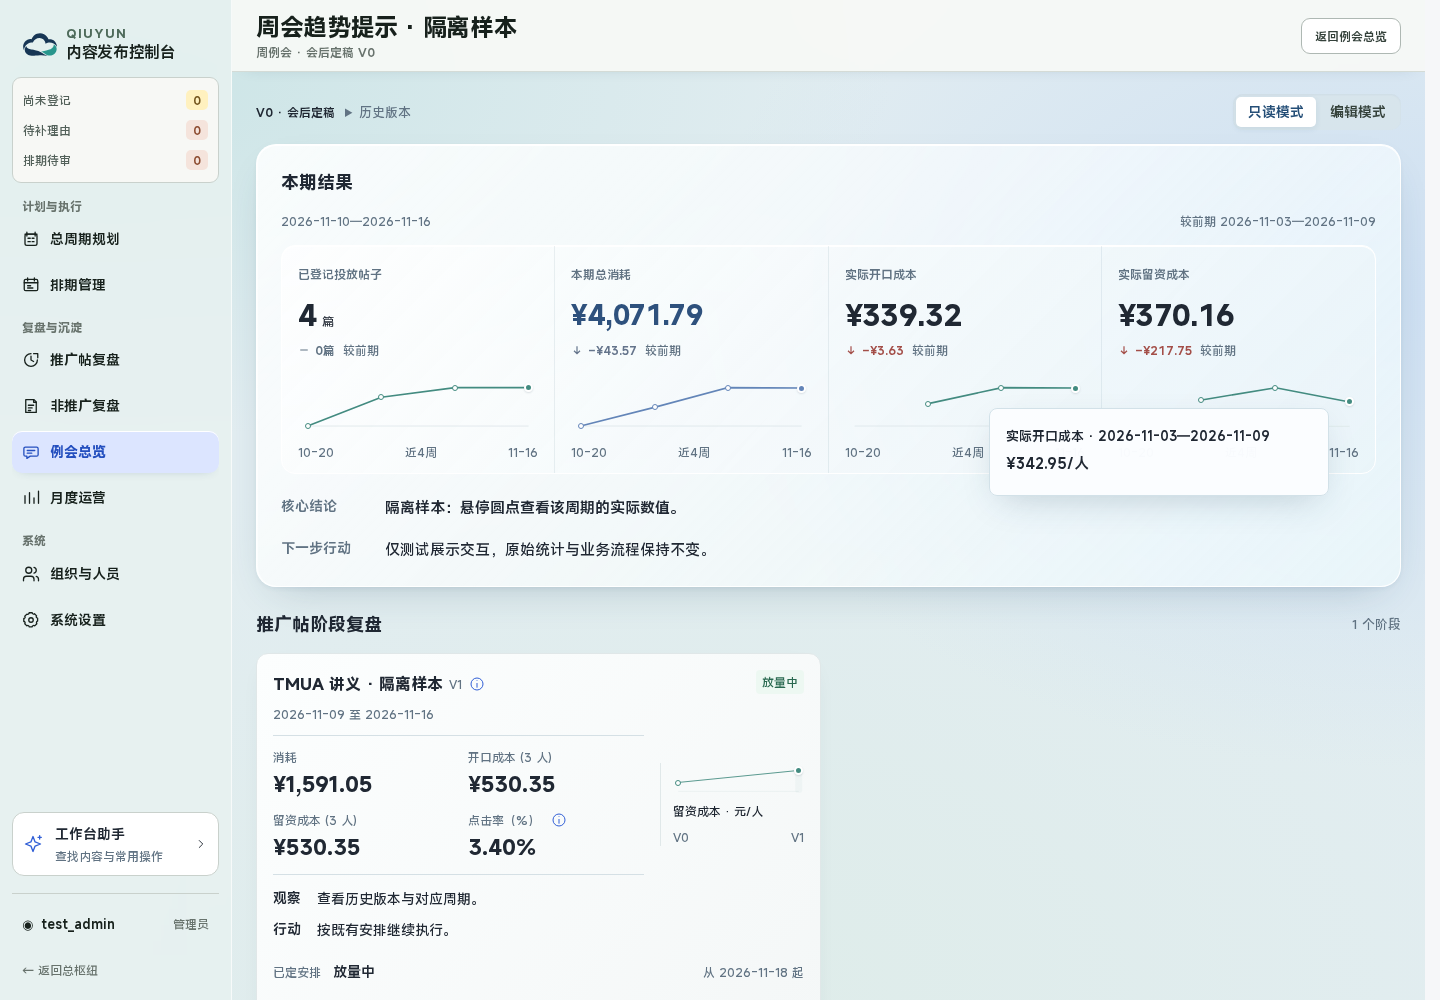 QIUYUN
内容发布控制台
尚未登记 0
待补理由 0
排期待审 0
计划与执行
总周期规划
排期管理
复盘与沉淀
推广帖复盘
非推广复盘
例会总览
月度运营
系统
组织与人员
系统设置
工作台助手
查找内容与常用操作
test_admin 管理员
← 返回总枢纽
周会趋势提示 · 隔离样本
周例会 · 会后定稿 V0
返回例会总览
V0 · 会后定稿 ▶ 历史版本
只读模式 编辑模式
本期结果
2026-11-10—2026-11-16 较前期 2026-11-03—2026-11-09
已登记投放帖子
4 篇
— 0篇 较前期
10-20 近4周 11-16
本期总消耗
¥4,071.79
↓ -¥43.57 较前期
10-20 近4周 11-16
实际开口成本
¥339.32
↓ -¥3.63 较前期
10-20 近4周
实际留资成本
¥370.16
↓ -¥217.75 较前期
11-16
实际开口成本 · 2026-11-03—2026-11-09
¥342.95/人
核心结论 隔离样本：悬停圆点查看该周期的实际数值。
下一步行动 仅测试展示交互，原始统计与业务流程保持不变。
推广帖阶段复盘 1 个阶段
TMUA 讲义 · 隔离样本 V1 放量中
2026-11-09 至 2026-11-16
消耗 开口成本 (3 人)
¥1,591.05 ¥530.35
留资成本 (3 人) 点击率（%）
¥530.35 3.40%
留资成本 · 元/人
V0 V1
观察 查看历史版本与对应周期。
行动 按既有安排继续执行。
已定安排 放量中 从 2026-11-18 起